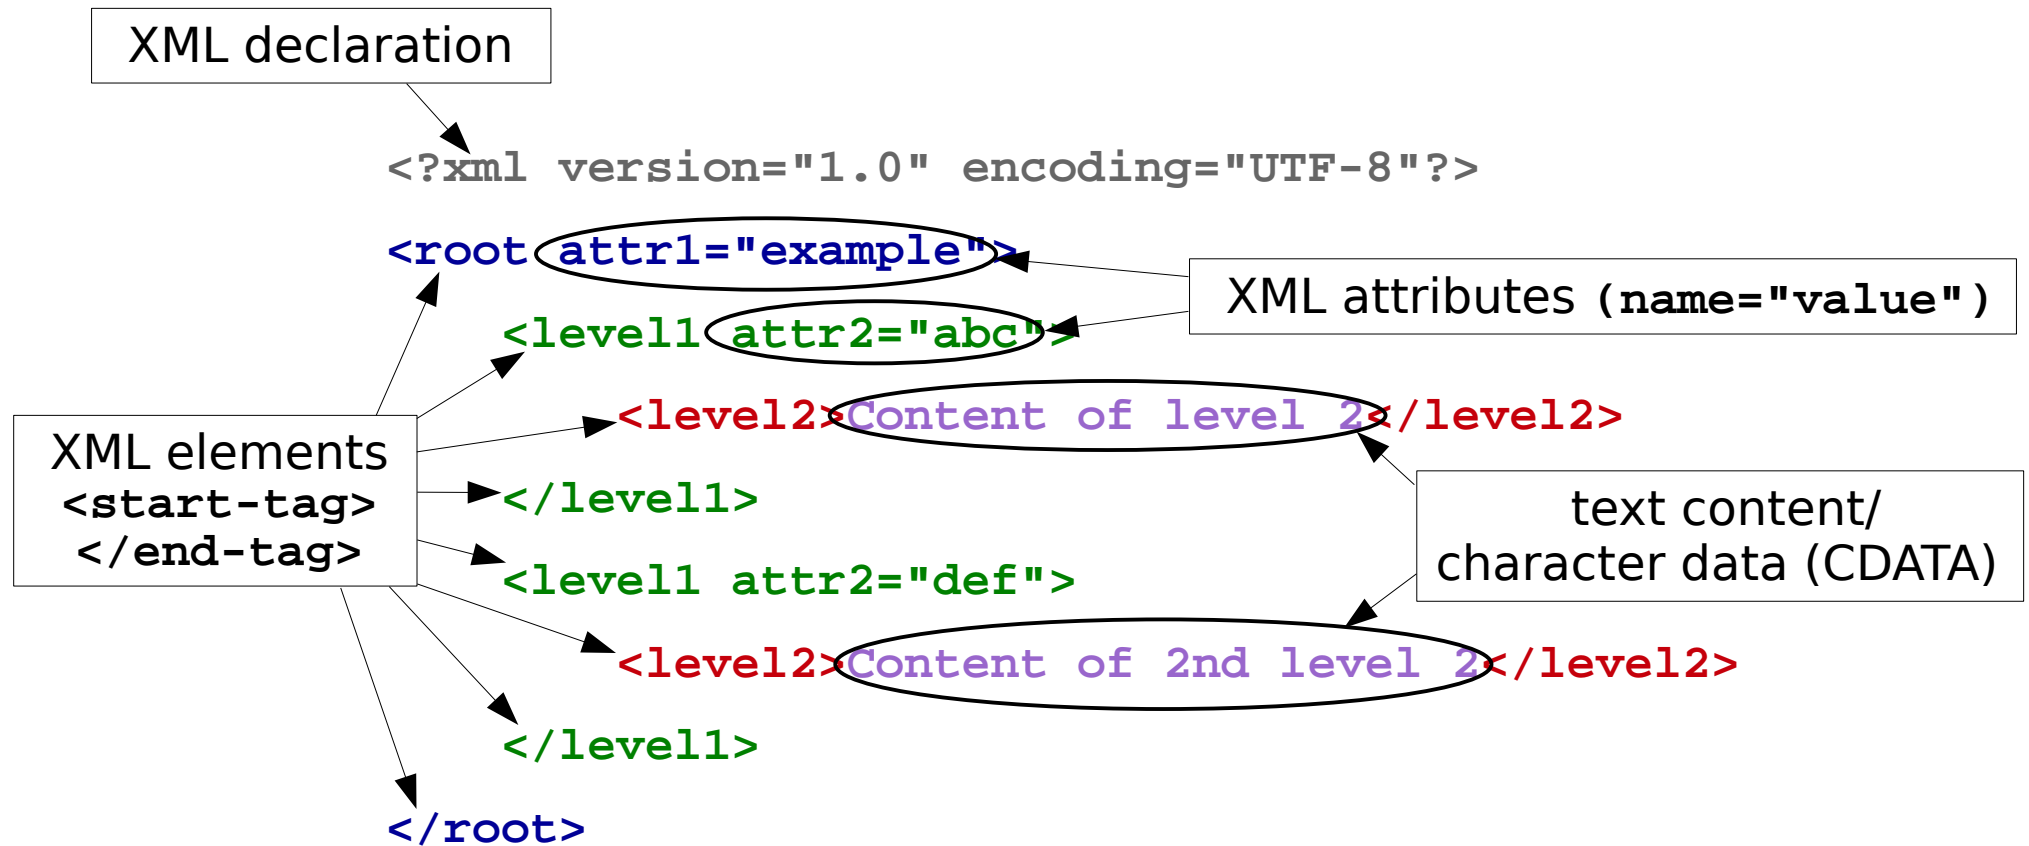 XML declaration
<?xml version="1.0" encoding="UTF-8"?>
<root attr1="example">
XML attributes (name="value")
<level1 attr2="abc">
<level2>Content of level 2</level2>
XML elements
<start-tag>
</end-tag>
</level1>
text content/
character data (CDATA)
<level1 attr2="def">
<level2>Content of 2nd level 2</level2>
</level1>
</root>